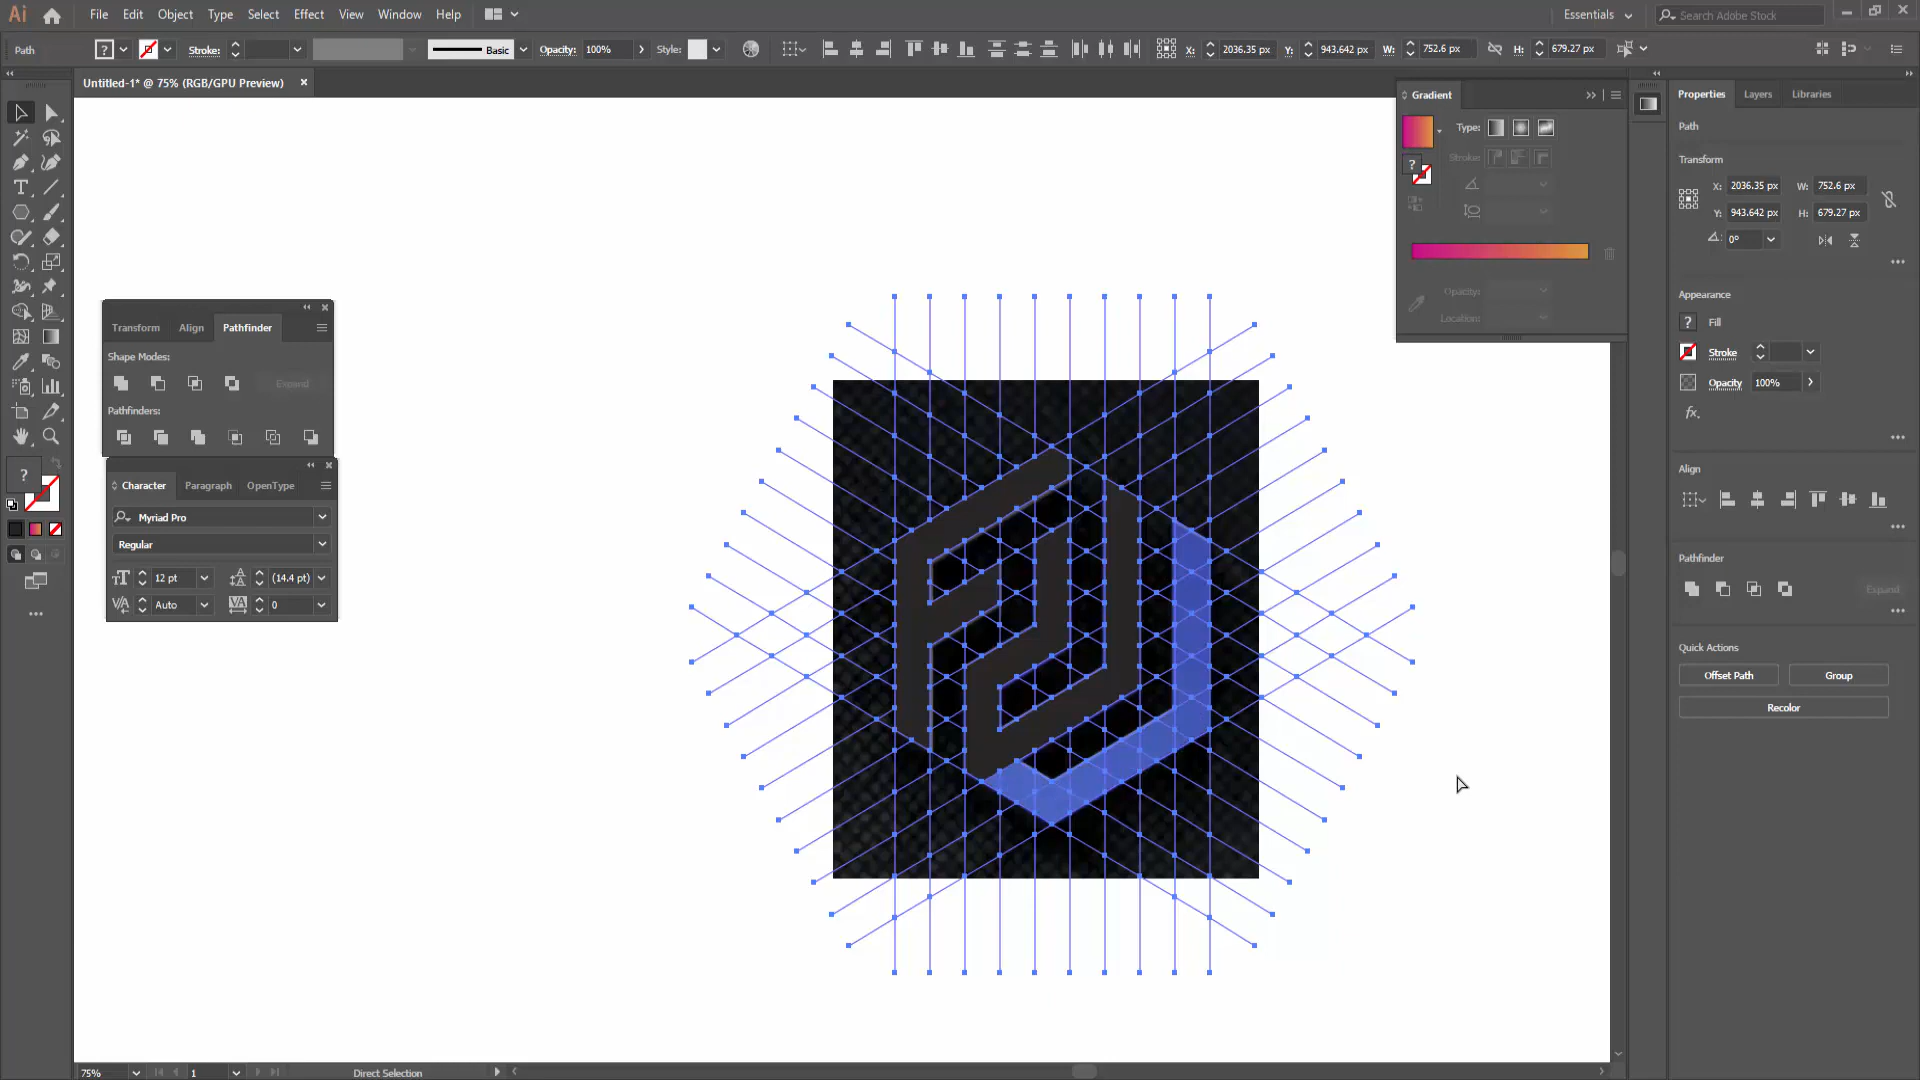 Ai File Edit Object Type Select Effect View Window Help Essentials Search Adobe Stock
Path ? Stroke: Basic Opacity: 100% Style: X: 2036.35 px Y: 943.642 px W: 752.6 px H: 679.27 px
Untitled-1* @ 75% (RGB/GPU Preview) ×
Gradient
Type:
Stroke:
?
Opacity:
Location:
Properties Layers Libraries
Path
Transform
X: 2036.35 px W: 752.6 px
Y: 943.642 px H: 679.27 px
0°
Appearance
? Fill
Stroke
Opacity 100%
fx.
Align
Pathfinder
Expand
Quick Actions
Offset Path Group
Recolor
Transform Align Pathfinder
Shape Modes:
Expand
Pathfinders:
Character Paragraph OpenType
Myriad Pro
Regular
12 pt (14.4 pt)
Auto 0
?
75% 1 Direct Selection